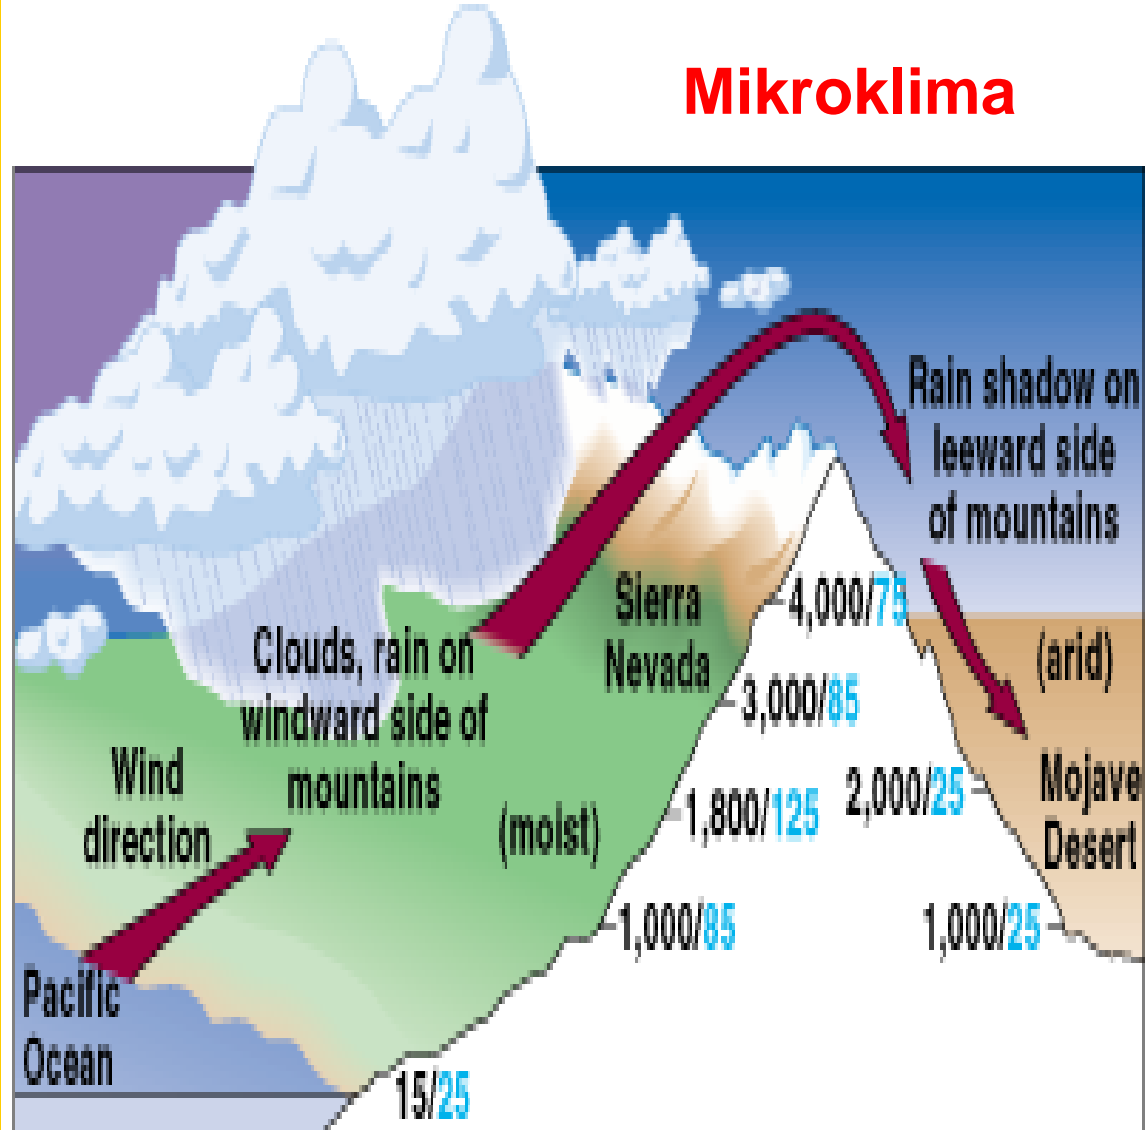 Mikroklima
Rain shadow on
leeward side
of mountains
Sierra
Nevada
4,000/75
(arid)
Clouds, rain on
windward side of
mountains
3,000/85
Wind
direction
(moist)
1,800/125
2,000/25
Mojave
Desert
1,000/85
1,000/25
Pacific
Ocean
15/25